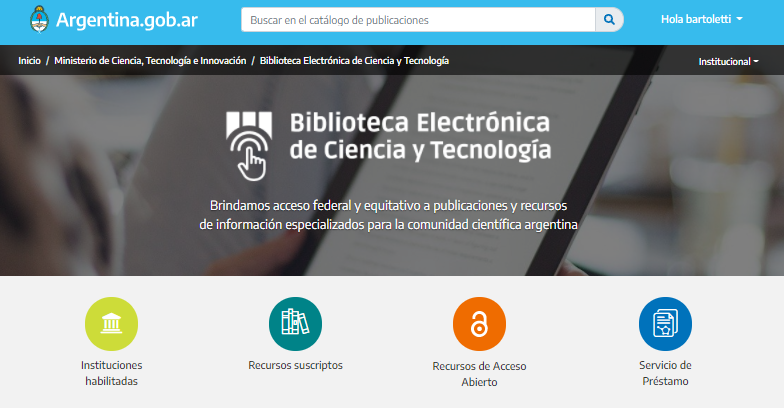 Argentina.gob.ar
Buscar en el catálogo de publicaciones
Hola bartoletti
Inicio / Ministerio de Ciencia, Tecnología e Innovación / Biblioteca Electrónica de Ciencia y Tecnología
Institucional
Biblioteca Electrónica
de Ciencia y Tecnología
Brindamos acceso federal y equitativo a publicaciones y recursos
de información especializados para la comunidad científica argentina
Instituciones
habilitadas
Recursos suscriptos
Recursos de Acceso
Abierto
Servicio de
Préstamo